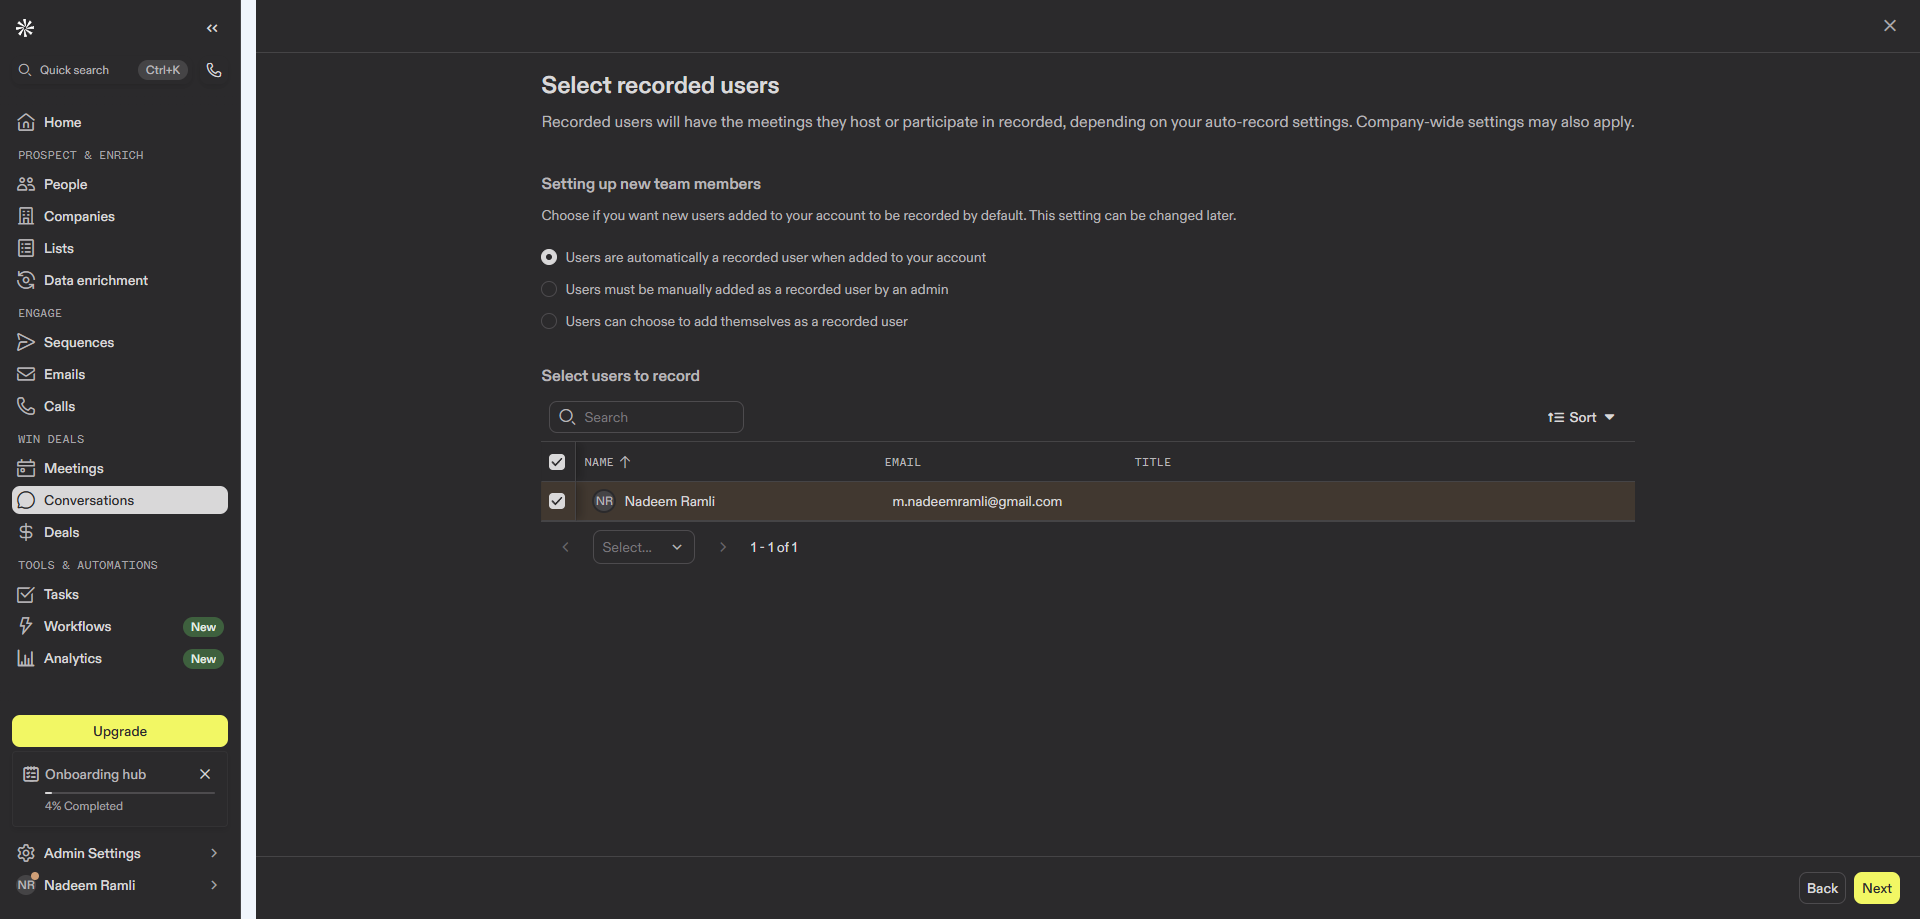 Quick search
Ctrl+K
Home
PROSPECT & ENRICH
People
Companies
Lists
Data enrichment
ENGAGE
Sequences
Emails
Calls
WIN DEALS
Meetings
Conversations
Deals
TOOLS & AUTOMATIONS
Tasks
Workflows New
Analytics New
Upgrade
Onboarding hub
4% Completed
Admin Settings
NR Nadeem Ramli
Select recorded users
Recorded users will have the meetings they host or participate in recorded, depending on your auto-record settings. Company-wide settings may also apply.
Setting up new team members
Choose if you want new users added to your account to be recorded by default. This setting can be changed later.
Users are automatically a recorded user when added to your account
Users must be manually added as a recorded user by an admin
Users can choose to add themselves as a recorded user
Select users to record
Search
Sort
NAME EMAIL TITLE
NR Nadeem Ramli m.nadeemramli@gmail.com
Select... 1 - 1 of 1
Back Next